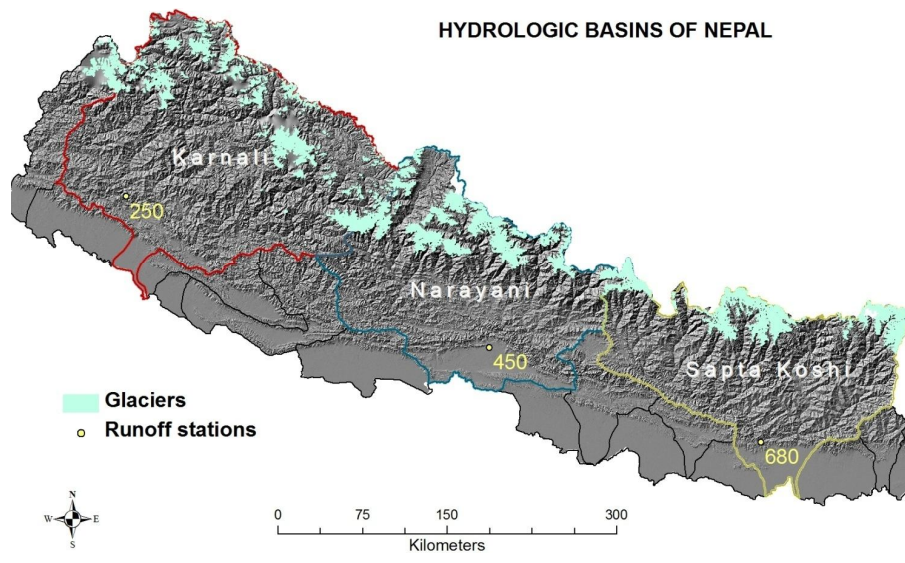 HYDROLOGIC BASINS OF NEPAL
Karnali
250
Narayani
450
Sapta Koshi
680
Glaciers
Runoff stations
N
W E
S
0 75 150 300
Kilometers